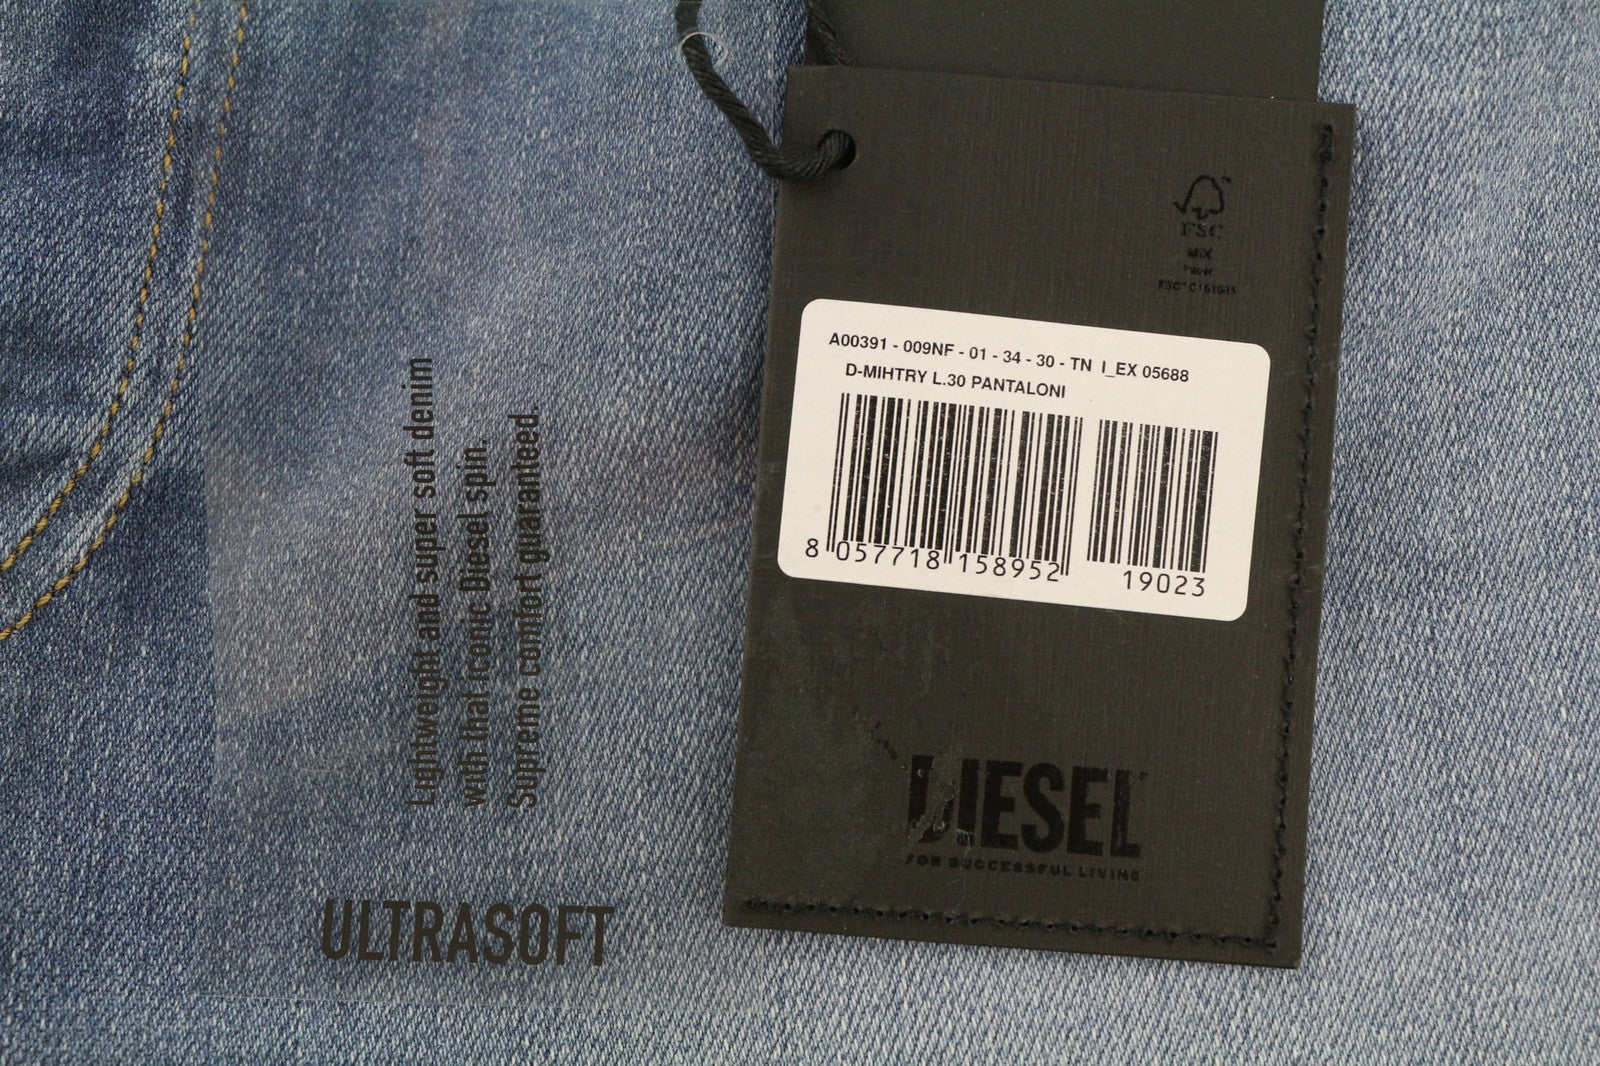 Lightweight and super soft denim
with that iconic Diesel spin.
Supreme comfort guaranteed.
ULTRASOFT
FSC
MIX
Paper
A00391 - 009NF - 01 - 34 - 30 - TN I_EX 05688
D-MIHTRY L.30 PANTALONI
8 057718 158952
19023
DIESEL
FOR SUCCESSFUL LIVING